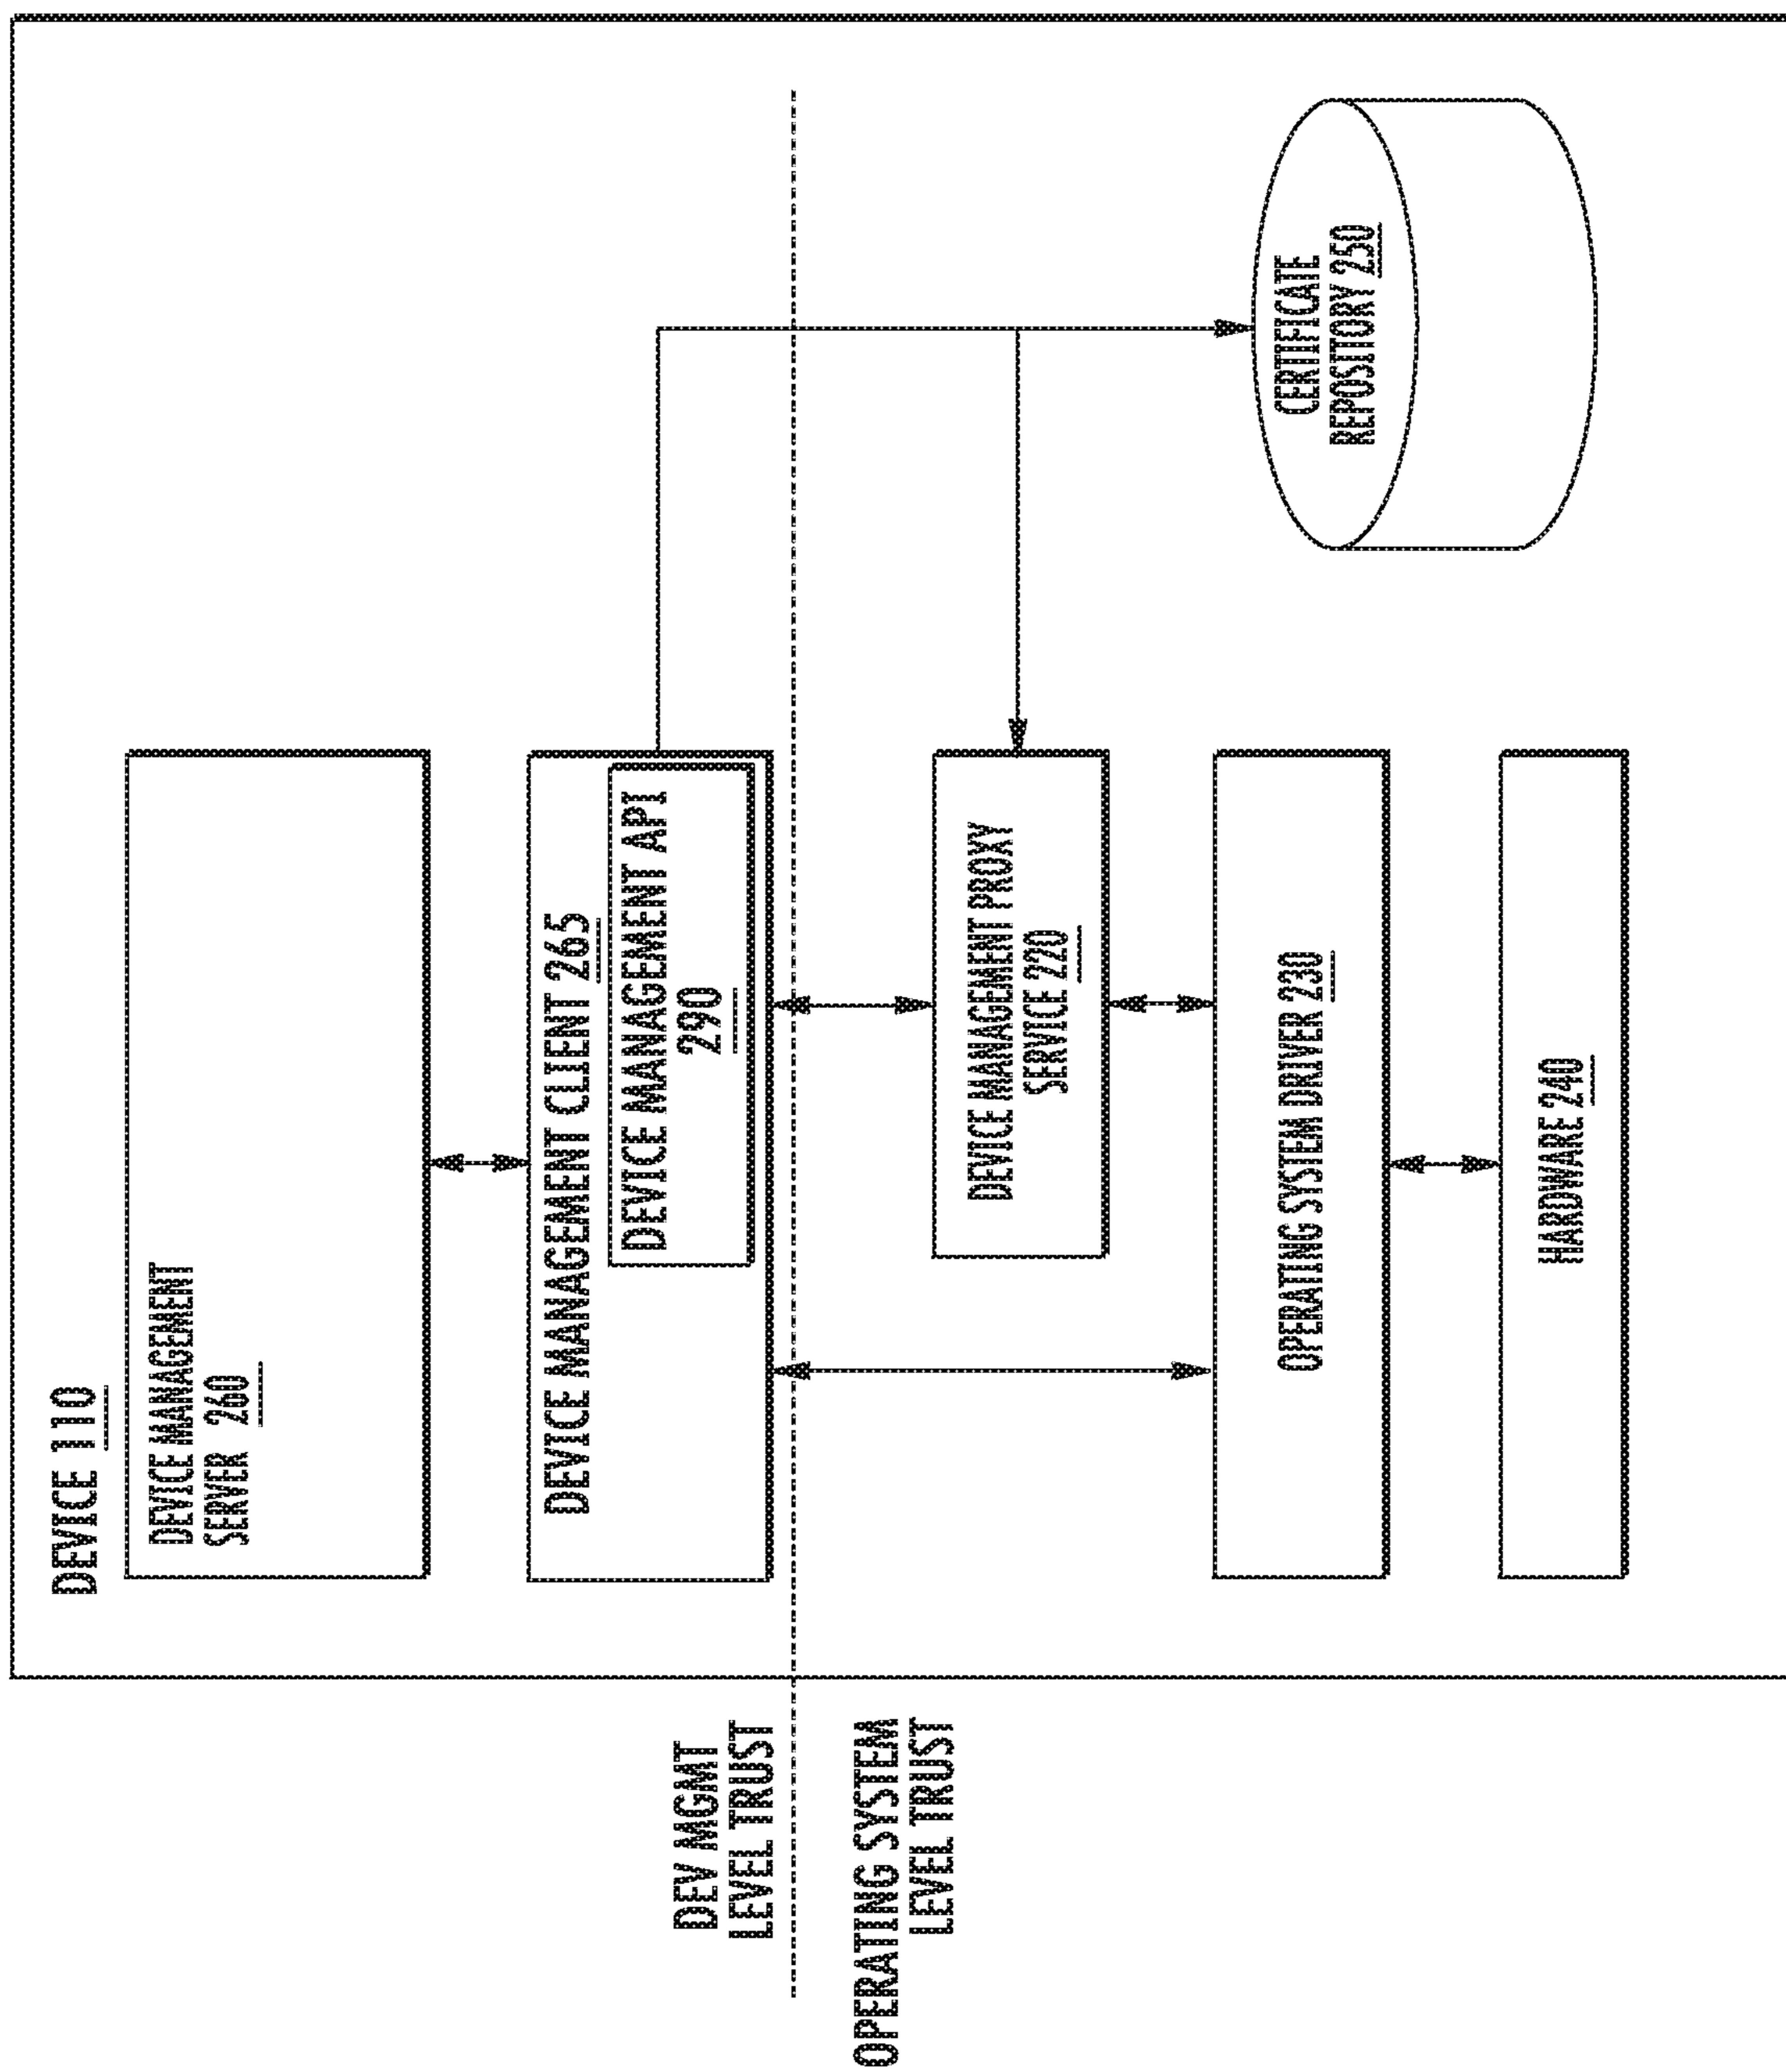 DEVICE 110
DEVICE MANAGEMENT
SERVER 260
DEVICE MANAGEMENT CLIENT 265
DEVICE MANAGEMENT API
290
DEV MGMT
LEVEL TRUST
OPERATING SYSTEM
LEVEL TRUST
DEVICE MANAGEMENT PROXY
SERVICE 220
OPERATING SYSTEM DRIVER 230
HARDWARE 240
CERTIFICATE
REPOSITORY 250